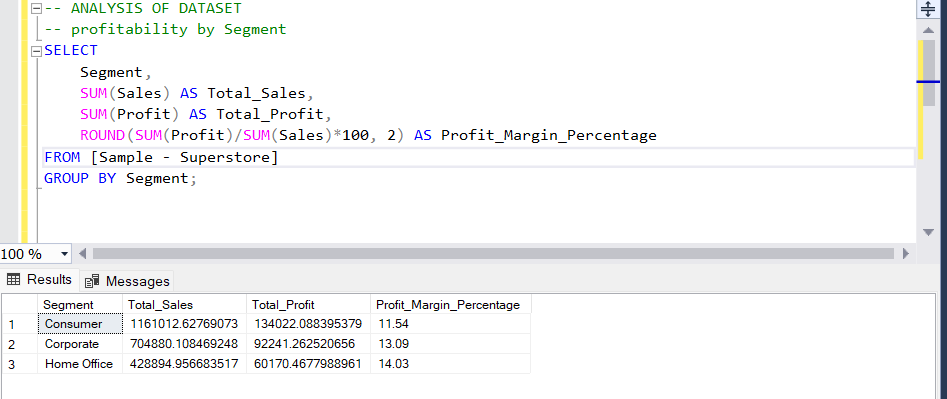 -- ANALYSIS OF DATASET
-- profitability by Segment
SELECT
Segment,
SUM(Sales) AS Total_Sales,
SUM(Profit) AS Total_Profit,
ROUND(SUM(Profit)/SUM(Sales)*100, 2) AS Profit_Margin_Percentage
FROM [Sample - Superstore]
GROUP BY Segment;
100 %
Results Messages
Segment Total_Sales Total_Profit Profit_Margin_Percentage
1 Consumer 1161012.62769073 134022.088395379 11.54
2 Corporate 704880.108469248 92241.262520656 13.09
3 Home Office 428894.956683517 60170.4677988961 14.03